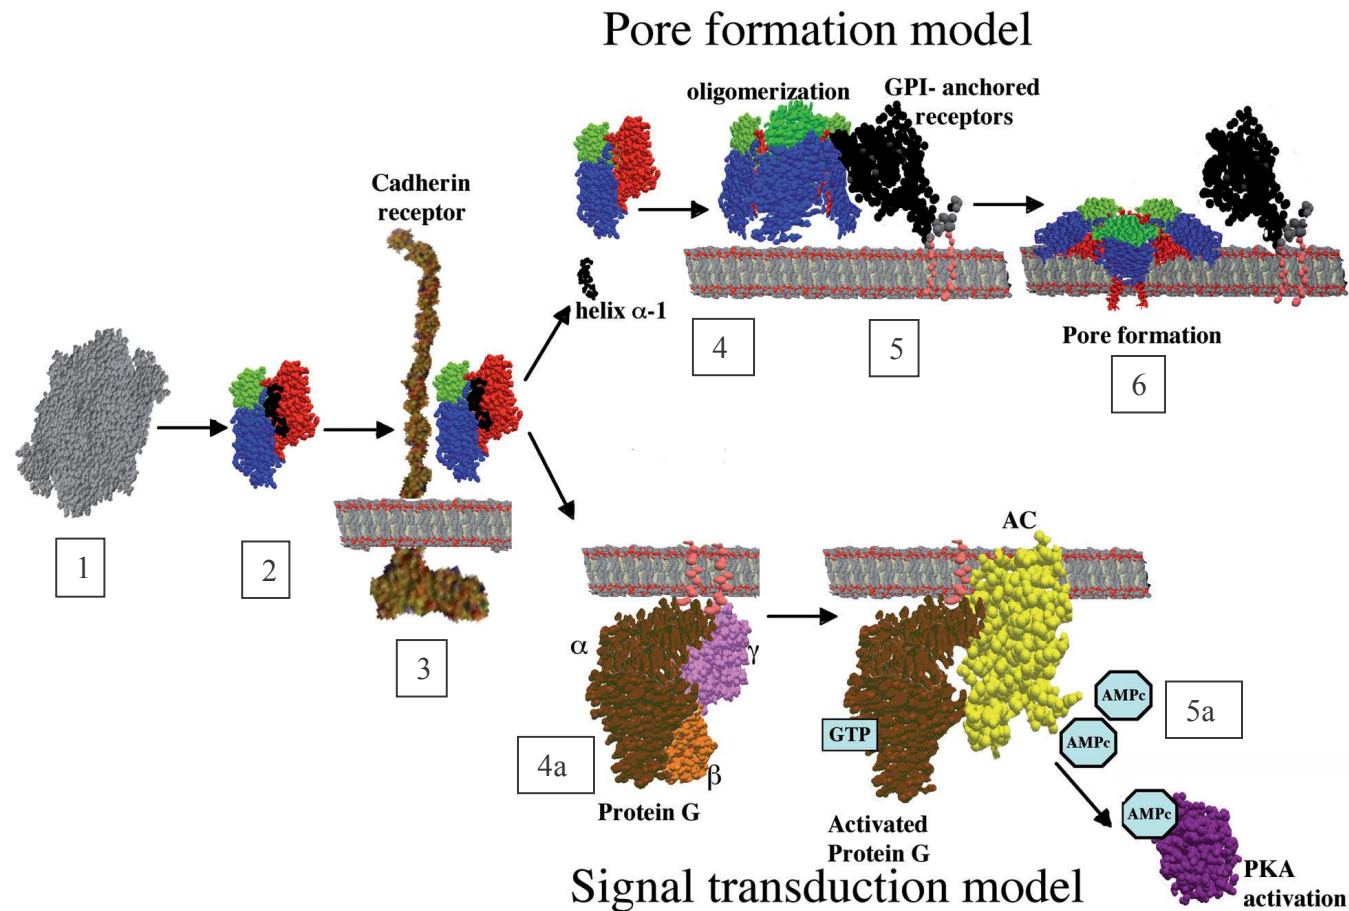 Pore formation model
oligomerization
GPI- anchored
receptors
Cadherin
receptor
helix α-1
4
5
Pore formation
6
1
2
3
AC
α
γ
β
4a
Protein G
GTP
Activated
Protein G
AMPc
AMPc
5a
AMPc
PKA
activation
Signal transduction model